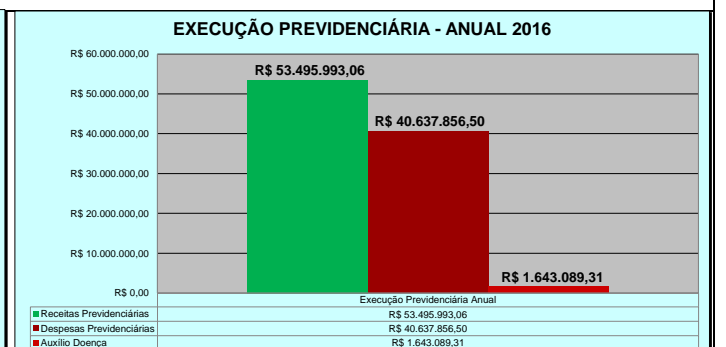 EXECUÇÃO PREVIDENCIÁRIA - ANUAL 2016
R$ 60.000.000,00
R$ 53.495.993,06
R$ 50.000.000,00
R$ 40.637.856,50
R$ 40.000.000,00
R$ 30.000.000,00
R$ 20.000.000,00
R$ 10.000.000,00
R$ 1.643.089,31
R$ 0,00
Execução Previdenciária Anual
Receitas Previdenciárias R$ 53.495.993,06
Despesas Previdenciárias R$ 40.637.856,50
Auxílio Doença R$ 1.643.089,31